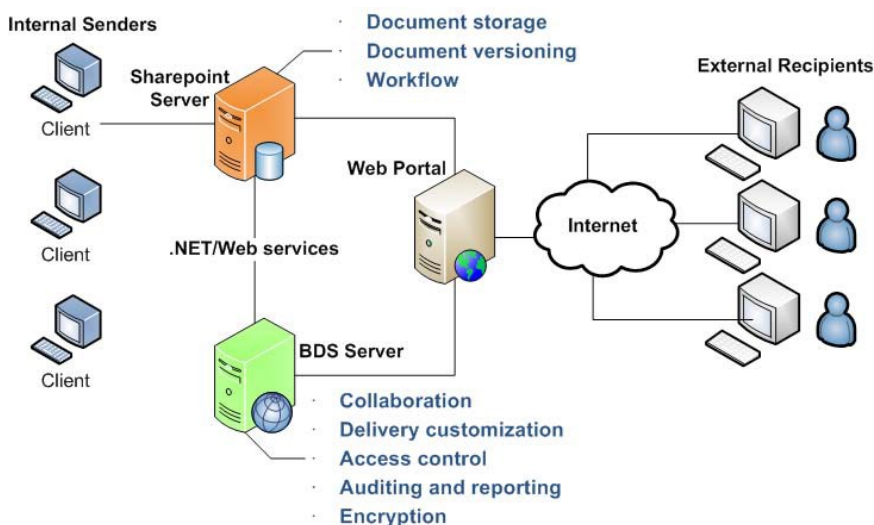 Internal Senders
Client
Client
Client
Sharepoint
Server
· Document storage
· Document versioning
· Workflow
.NET/Web services
Web Portal
BDS Server
· Collaboration
· Delivery customization
· Access control
· Auditing and reporting
· Encryption
Internet
External Recipients